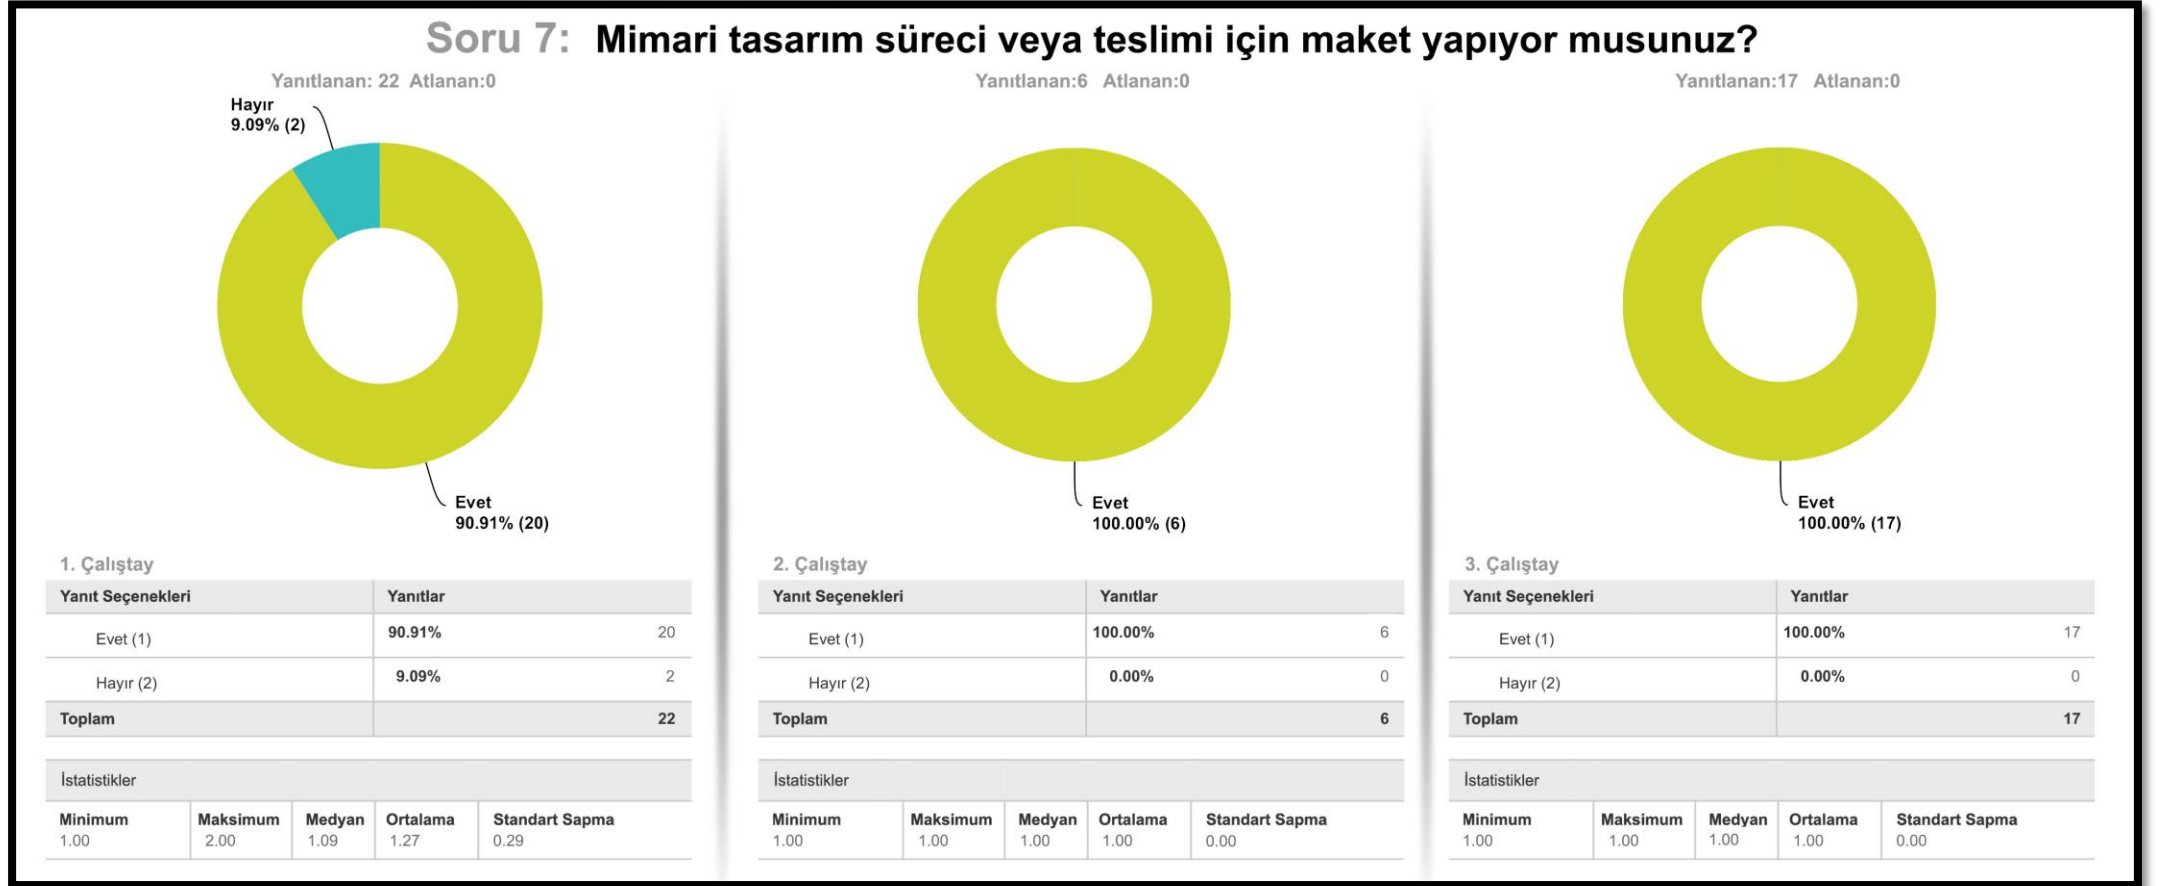 Soru 7: Mimari tasarım süreci veya teslimi için maket yapıyor musunuz?
Yanıtlanan: 22 Atlanan:0
Hayır
9.09% (2)
Evet
90.91% (20)
1. Çalıştay
Yanıt Seçenekleri Yanıtlar
Evet (1) 90.91% 20
Hayır (2) 9.09% 2
Toplam 22
İstatistikler
Minimum Maksimum Medyan Ortalama Standart Sapma
1.00 2.00 1.09 1.27 0.29
Yanıtlanan:6 Atlanan:0
Evet
100.00% (6)
2. Çalıştay
Yanıt Seçenekleri Yanıtlar
Evet (1) 100.00% 6
Hayır (2) 0.00% 0
Toplam 6
İstatistikler
Minimum Maksimum Medyan Ortalama Standart Sapma
1.00 1.00 1.00 1.00 0.00
Yanıtlanan:17 Atlanan:0
Evet
100.00% (17)
3. Çalıştay
Yanıt Seçenekleri Yanıtlar
Evet (1) 100.00% 17
Hayır (2) 0.00% 0
Toplam 17
İstatistikler
Minimum Maksimum Medyan Ortalama Standart Sapma
1.00 1.00 1.00 1.00 0.00